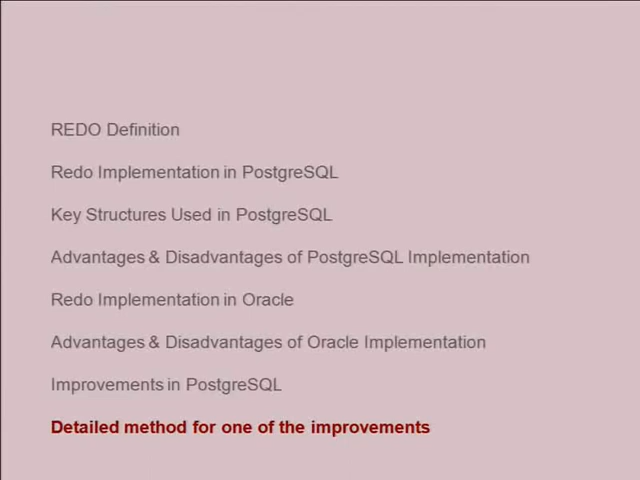 REDO Definition
Redo Implementation in PostgreSQL
Key Structures Used in PostgreSQL
Advantages & Disadvantages of PostgreSQL Implementation
Redo Implementation in Oracle
Advantages & Disadvantages of Oracle Implementation
Improvements in PostgreSQL
Detailed method for one of the improvements